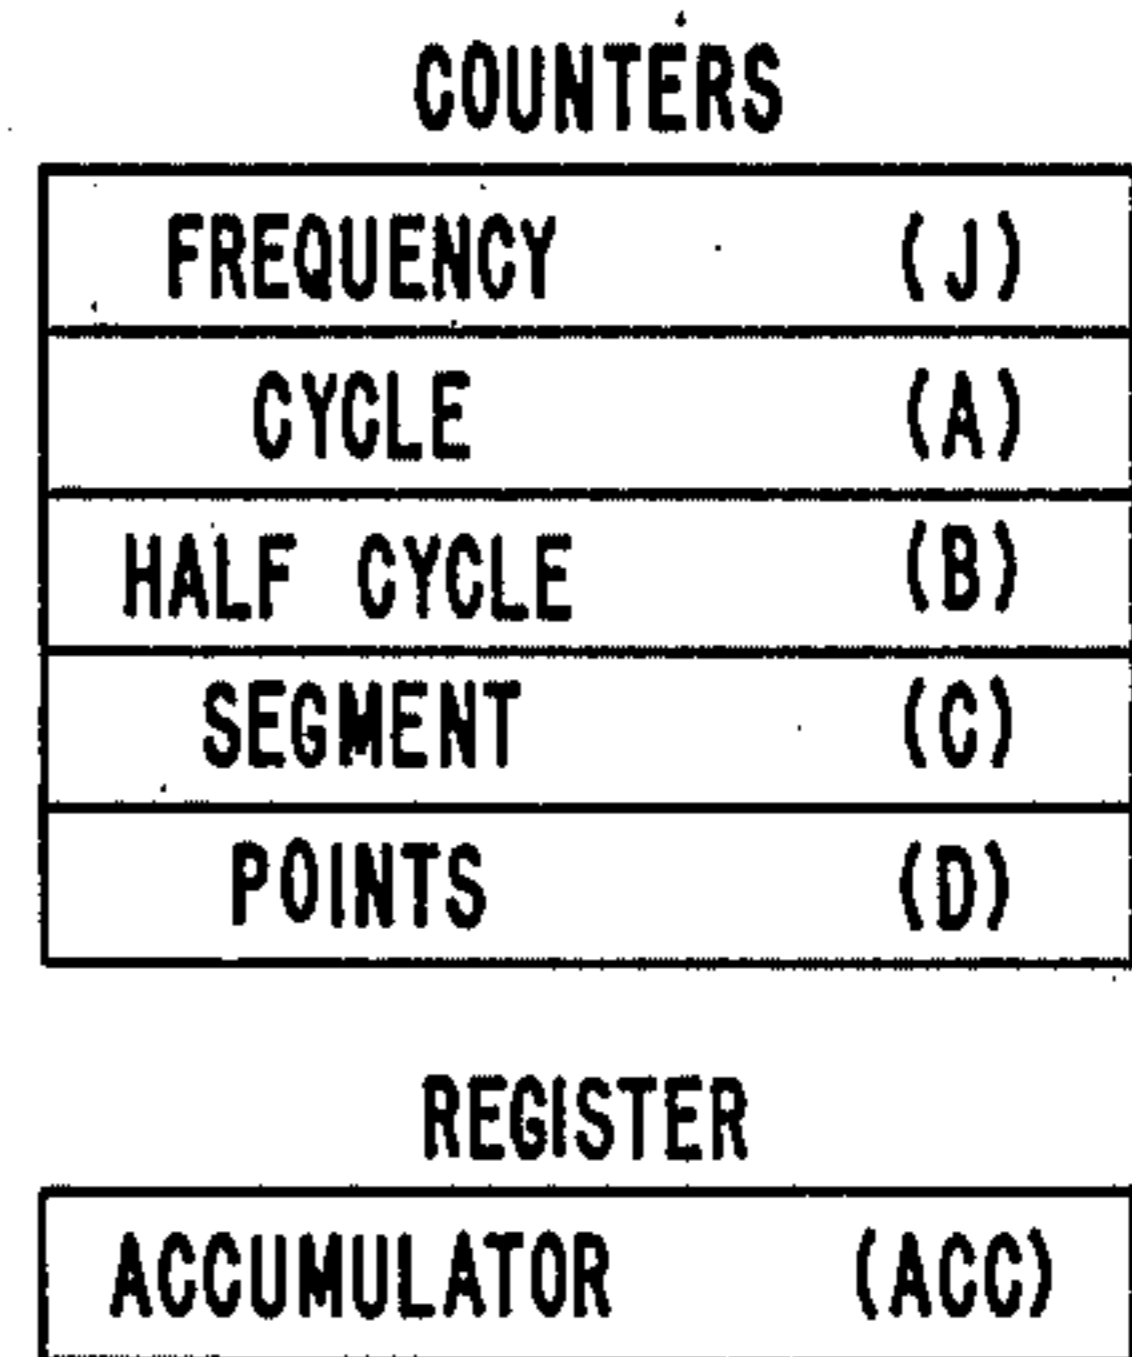 COUNTERS
FREQUENCY (J)
CYCLE (A)
HALF CYCLE (B)
SEGMENT (C)
POINTS (D)
REGISTER
ACCUMULATOR (ACC)